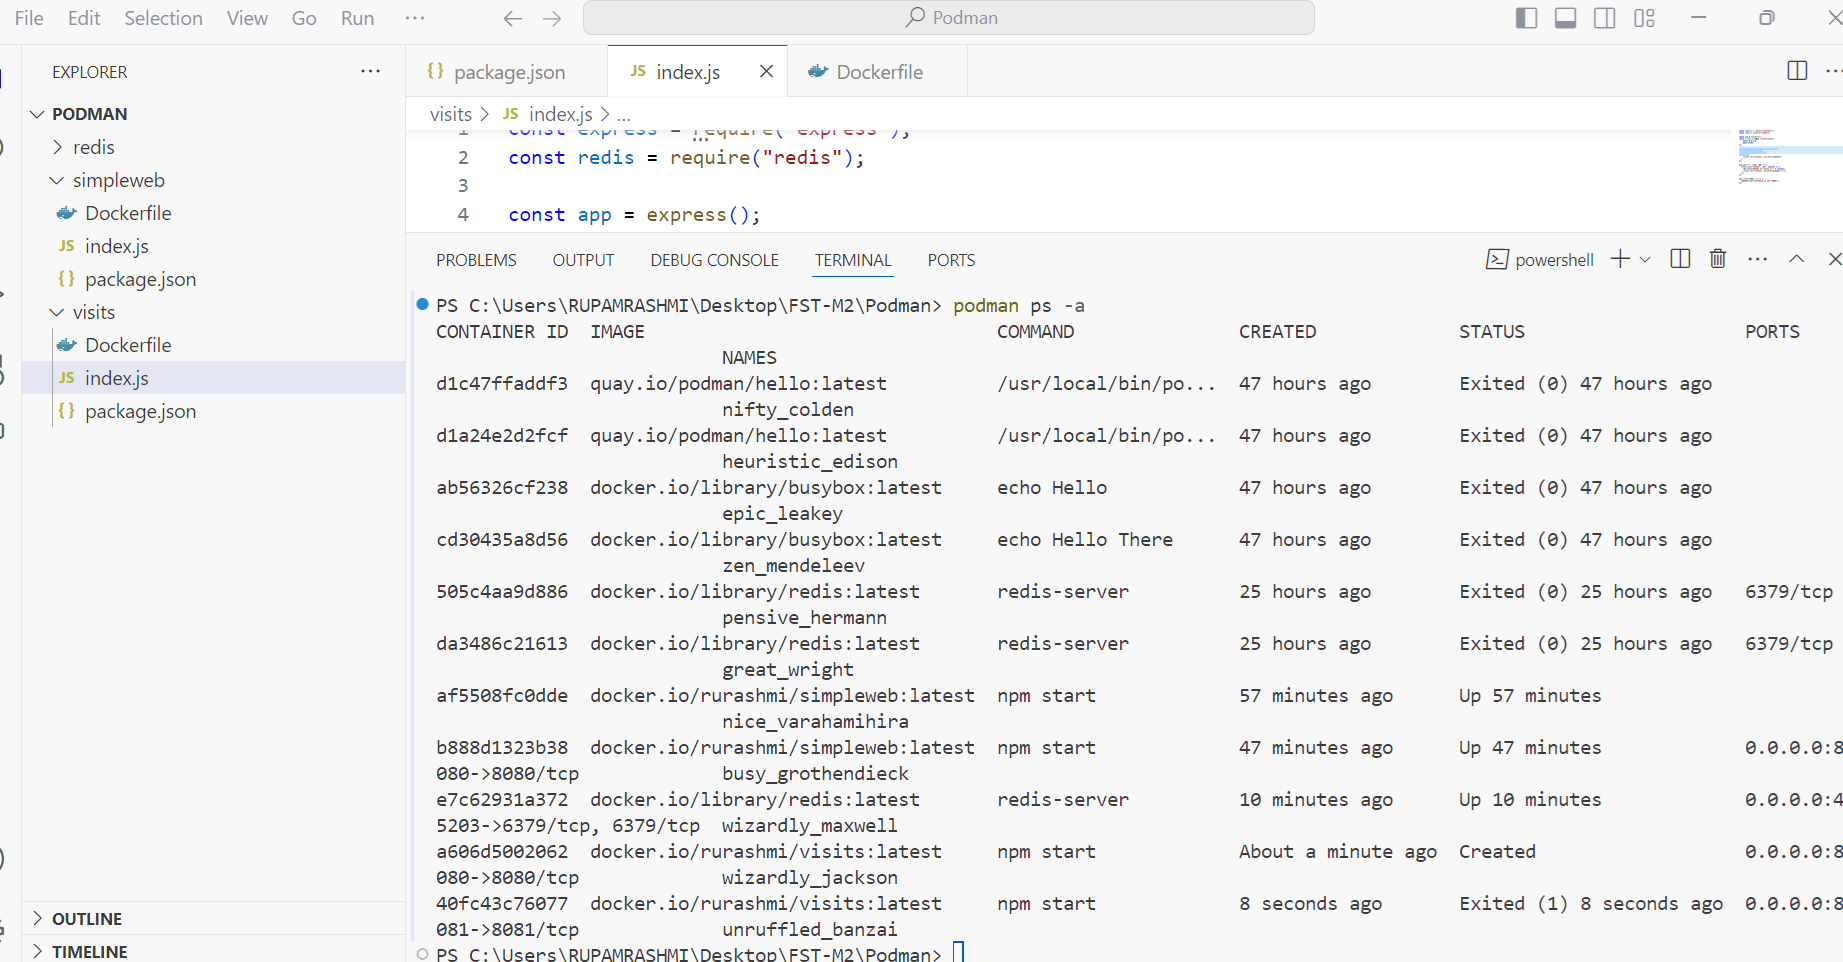 File Edit Selection View Go Run ...
Podman
EXPLORER ...
PODMAN
redis
simpleweb
Dockerfile
JS index.js
{} package.json
visits
Dockerfile
JS index.js
{} package.json
OUTLINE
TIMELINE
{} package.json JS index.js Dockerfile
visits > JS index.js > ...
1 const express = require("express");
2 const redis = require("redis");
3
4 const app = express();
PROBLEMS OUTPUT DEBUG CONSOLE TERMINAL PORTS
powershell
PS C:\Users\RUPAMRASHMI\Desktop\FST-M2\Podman> podman ps -a
CONTAINER ID IMAGE COMMAND CREATED STATUS PORTS
NAMES
d1c47ffaddf3 quay.io/podman/hello:latest /usr/local/bin/po... 47 hours ago Exited (0) 47 hours ago
nifty_colden
d1a24e2d2fcf quay.io/podman/hello:latest /usr/local/bin/po... 47 hours ago Exited (0) 47 hours ago
heuristic_edison
ab56326cf238 docker.io/library/busybox:latest echo Hello 47 hours ago Exited (0) 47 hours ago
epic_leakey
cd30435a8d56 docker.io/library/busybox:latest echo Hello There 47 hours ago Exited (0) 47 hours ago
zen_mendeleev
505c4aa9d886 docker.io/library/redis:latest redis-server 25 hours ago Exited (0) 25 hours ago 6379/tcp
pensive_hermann
da3486c21613 docker.io/library/redis:latest redis-server 25 hours ago Exited (0) 25 hours ago 6379/tcp
great_wright
af5508fc0dde docker.io/rurashmi/simpleweb:latest npm start 57 minutes ago Up 57 minutes
nice_varahamihira
b888d1323b38 docker.io/rurashmi/simpleweb:latest npm start 47 minutes ago Up 47 minutes 0.0.0.0:8
080->8080/tcp busy_grothendieck
e7c62931a372 docker.io/library/redis:latest redis-server 10 minutes ago Up 10 minutes 0.0.0.0:4
5203->6379/tcp, 6379/tcp wizardly_maxwell
a606d5002062 docker.io/rurashmi/visits:latest npm start About a minute ago Created 0.0.0.0:8
080->8080/tcp wizardly_jackson
40fc43c76077 docker.io/rurashmi/visits:latest npm start 8 seconds ago Exited (1) 8 seconds ago 0.0.0.0:8
081->8081/tcp unruffled_banzai
PS C:\Users\RUPAMRASHMI\Desktop\FST-M2\Podman>